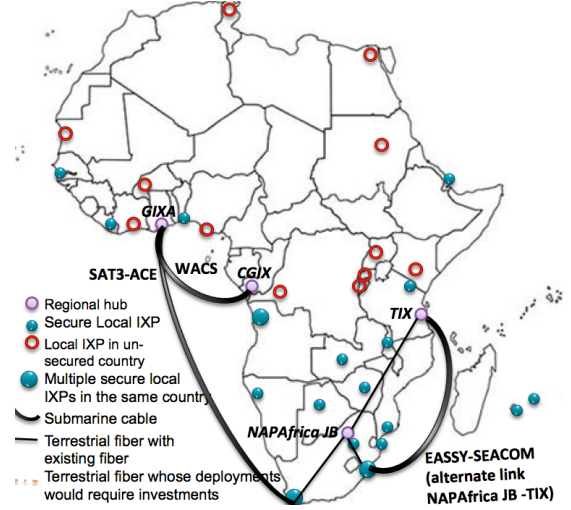 GIXA
SAT3-ACE
WACS
CGIX
TIX
Regional hub
Secure Local IXP
Local IXP in un-
secured country
Multiple secure local
IXPs in the same country
Submarine cable
Terrestrial fiber with
existing fiber
Terrestrial fiber whose deployments
would require investments
NAPAfrica JB
EASSY-SEACOM
(alternate link
NAPAfrica JB -TIX)